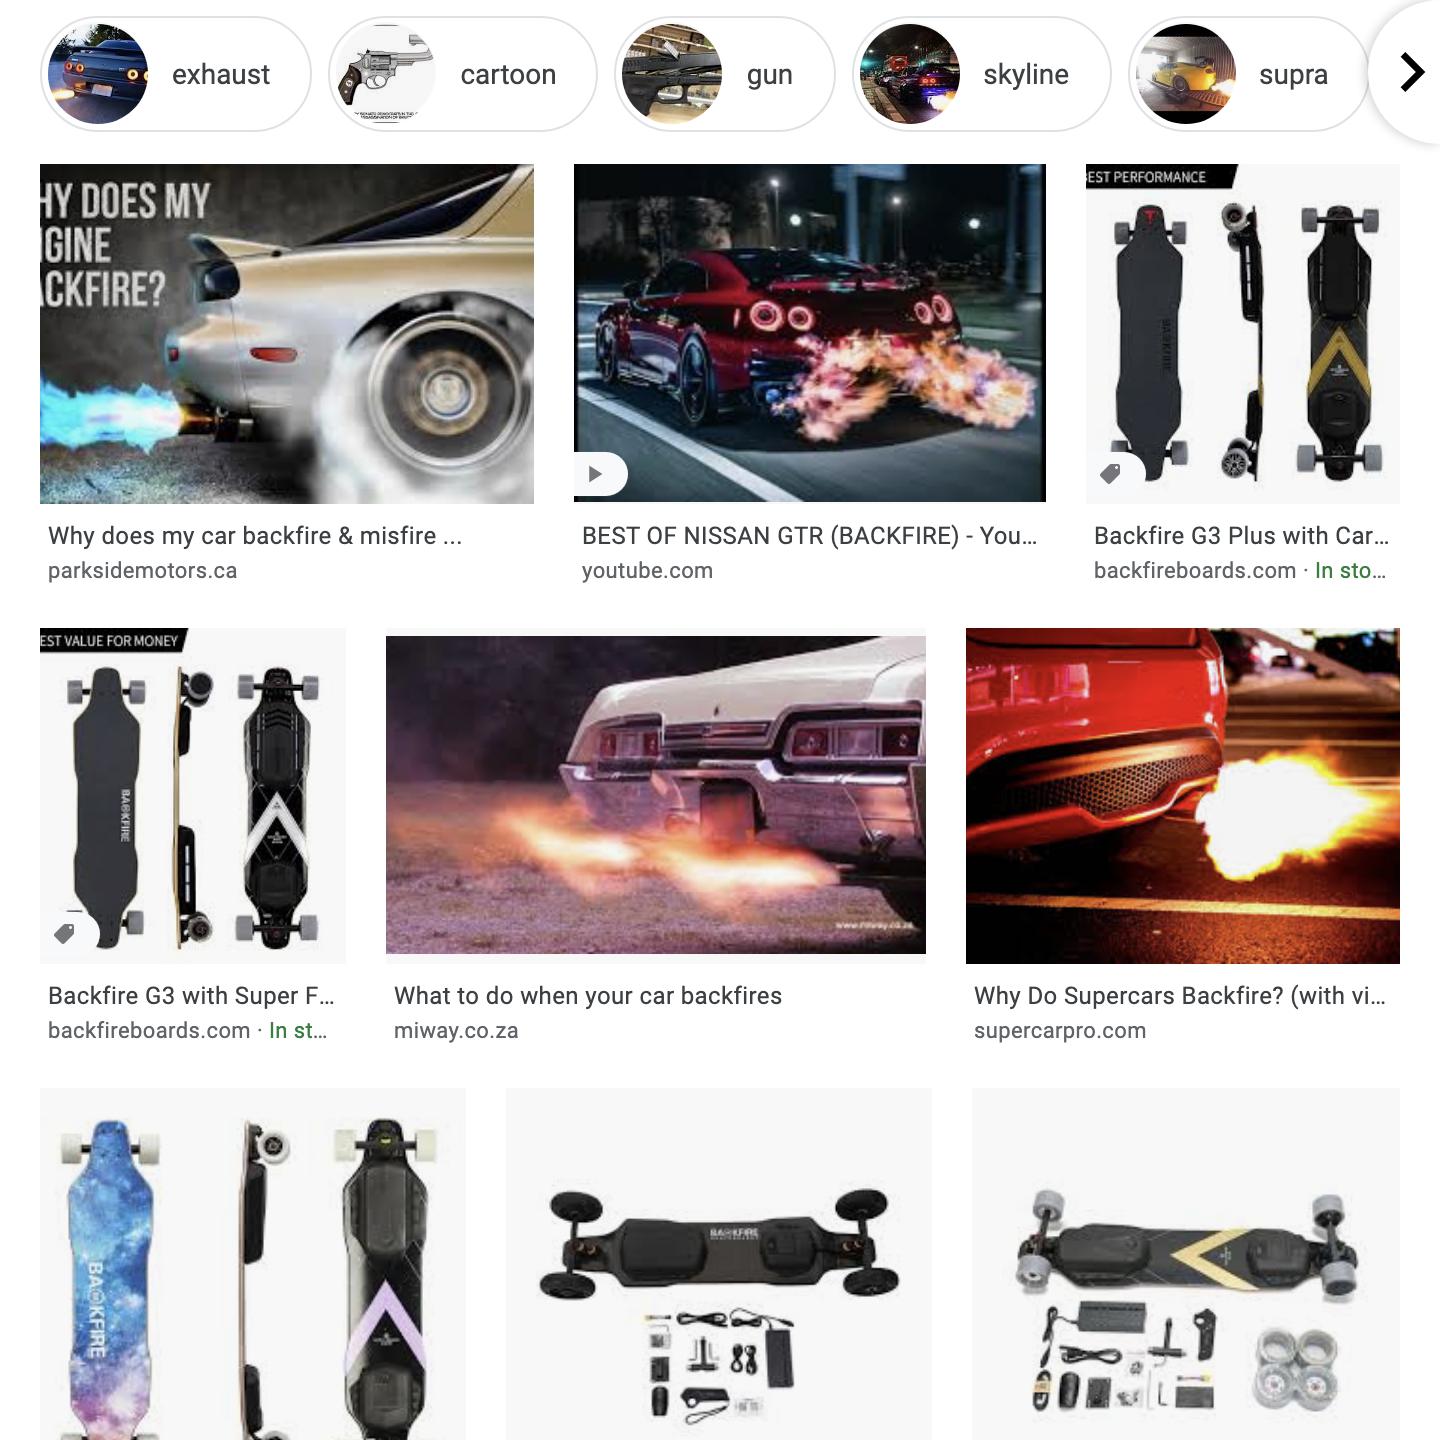 exhaust
cartoon
gun
skyline
supra
HY DOES MY
GINE
ACKFIRE?
EST PERFORMANCE
BACKFIRE
Why does my car backfire & misfire ...
parksidemotors.ca
BEST OF NISSAN GTR (BACKFIRE) - You...
youtube.com
Backfire G3 Plus with Car...
backfireboards.com · In sto...
EST VALUE FOR MONEY
BACKFIRE
www.miway.co.za
Backfire G3 with Super F...
backfireboards.com · In st...
What to do when your car backfires
miway.co.za
Why Do Supercars Backfire? (with vi...
supercarpro.com
BACKFIRE
BACKFIRE